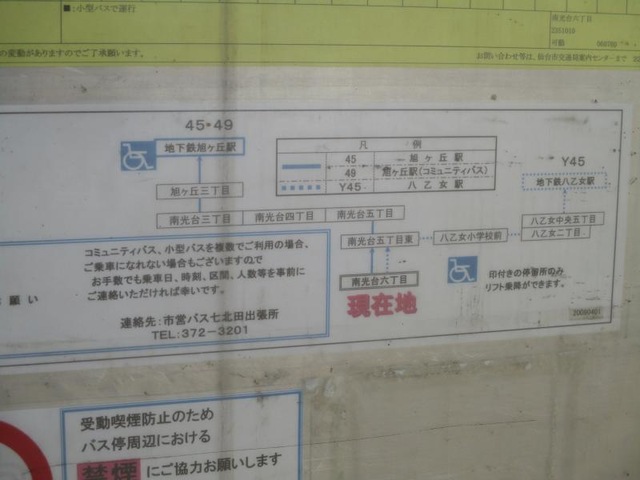 ■:小型バスで運行
南光台六丁目
の変動がありますのでご了承願います。
お問い合わせ等は、仙台市交通局案内センターまで
45・49
地下鉄旭ヶ丘駅
旭ヶ丘三丁目
南光台三丁目 南光台四丁目 南光台五丁目
凡 例
45 旭ヶ丘駅
49 旭ヶ丘駅(コミュニティバス)
Y45 八乙女駅
Y45
地下鉄八乙女駅
八乙女中央五丁目
南光台五丁目東 八乙女小学校前 八乙女二丁目
南光台六丁目
現在地
印付きの停留所のみ
リフト乗降ができます。
20090421
コミュニティバス、小型バスを複数でご利用の場合、
ご乗車になれない場合もございますので
お手数でも乗車日、時刻、区間、人数等を事前に
ご連絡いただければ幸いです。
願い
連絡先:市営バス七北田出張所
TEL:372-3201
受動喫煙防止のため
バス停周辺における
禁煙にご協力お願いします